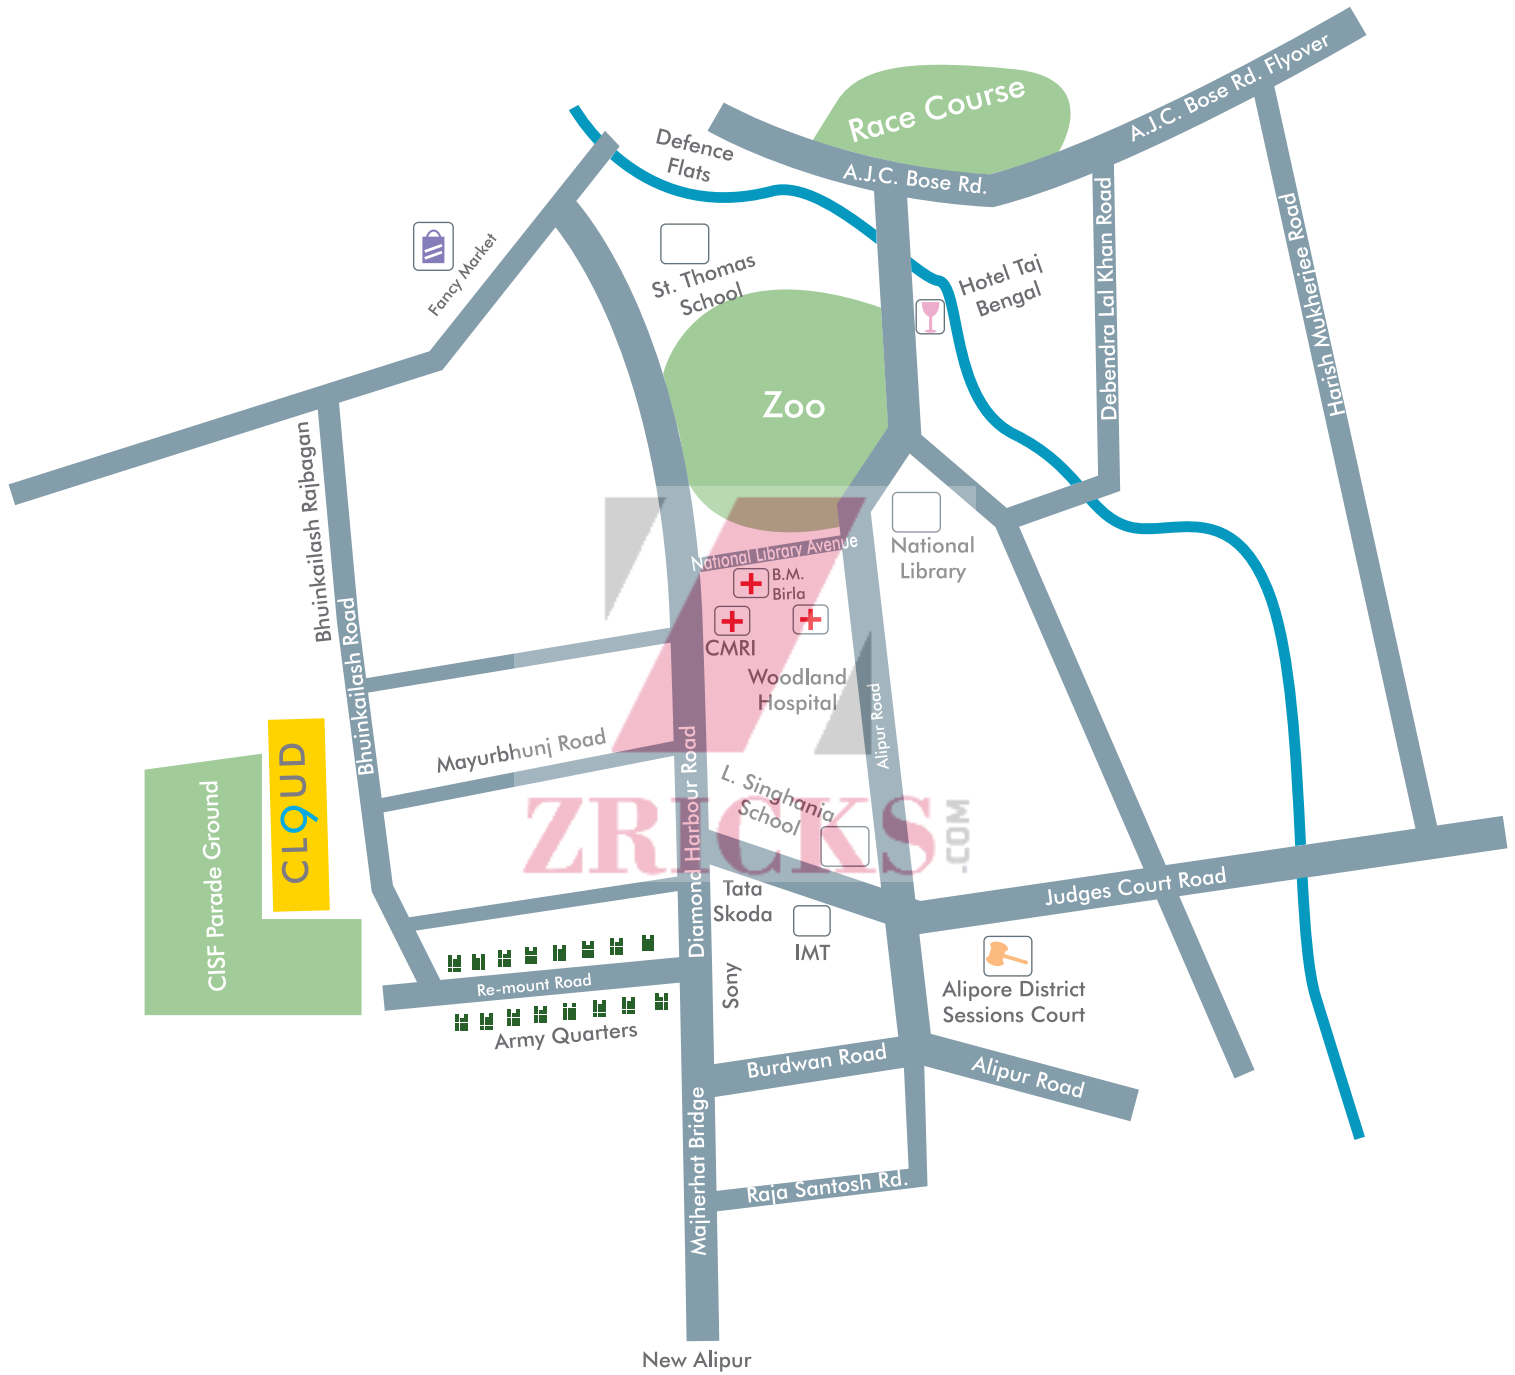 A.J.C. Bose Rd. Flyover
Race Course
Defence
Flats
A.J.C. Bose Rd.
Debendra Lal Khan Road
Harish Mukherjee Road
Fancy Market
St. Thomas
School
Hotel Taj
Bengal
Zoo
Bhuinkailash Rajbagan
National Library Avenue
National
Library
B.M.
Birla
CMRI
Woodland
Hospital
Bhuinkailash Road
Alipur Road
Mayurbhunj Road
Diamond Harbour Road
L. Singhania
School
CL9UD
CISF Parade Ground
ZRICKS
.COM
Tata
Skoda
IMT
Judges Court Road
Sony
Re-mount Road
Army Quarters
Alipore District
Sessions Court
Burdwan Road
Alipur Road
Majherhat Bridge
Raja Santosh Rd.
New Alipur